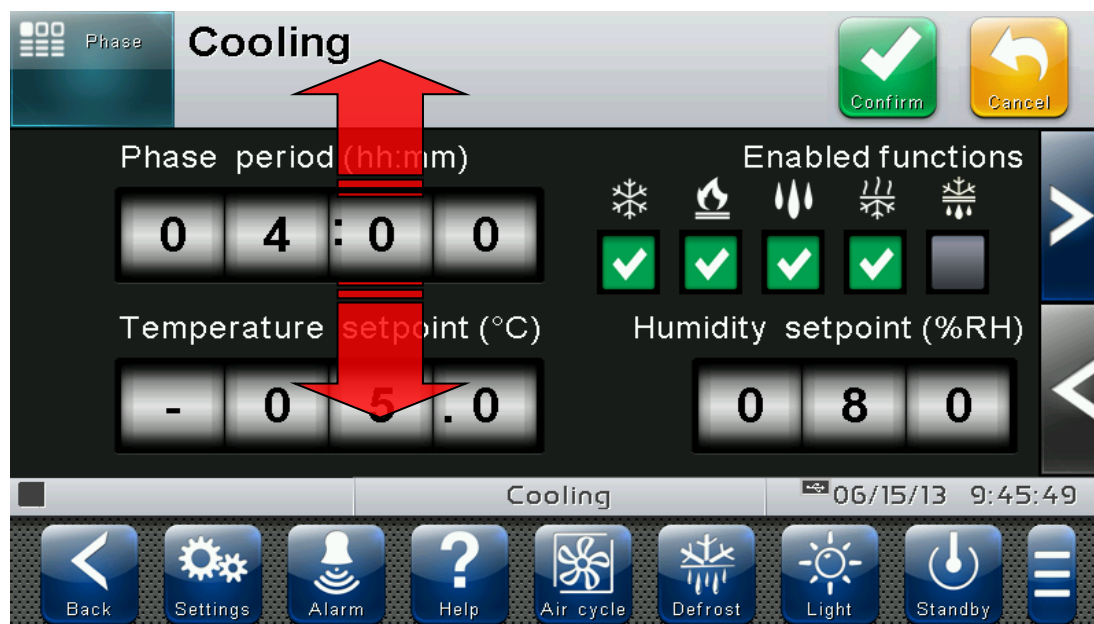 Phase Cooling
Confirm Cancel
Phase period (hh:mm) Enabled functions
0 4 : 0 0
Temperature setpoint (°C) Humidity setpoint (%RH)
- 0 5 . 0 0 8 0
Cooling 06/15/13 9:45:49
Back Settings Alarm ? Help Air cycle Defrost Light Standby